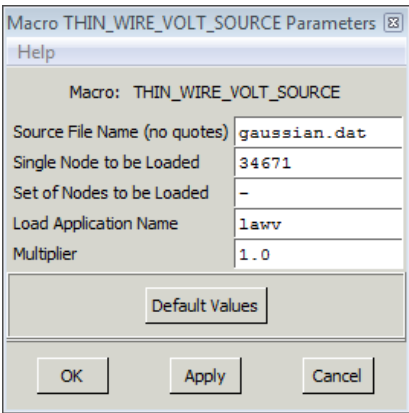 Macro THIN_WIRE_VOLT_SOURCE Parameters
Help
Macro: THIN_WIRE_VOLT_SOURCE
Source File Name (no quotes) gaussian.dat
Single Node to be Loaded 34671
Set of Nodes to be Loaded -
Load Application Name lawv
Multiplier 1.0
Default Values
OK Apply Cancel